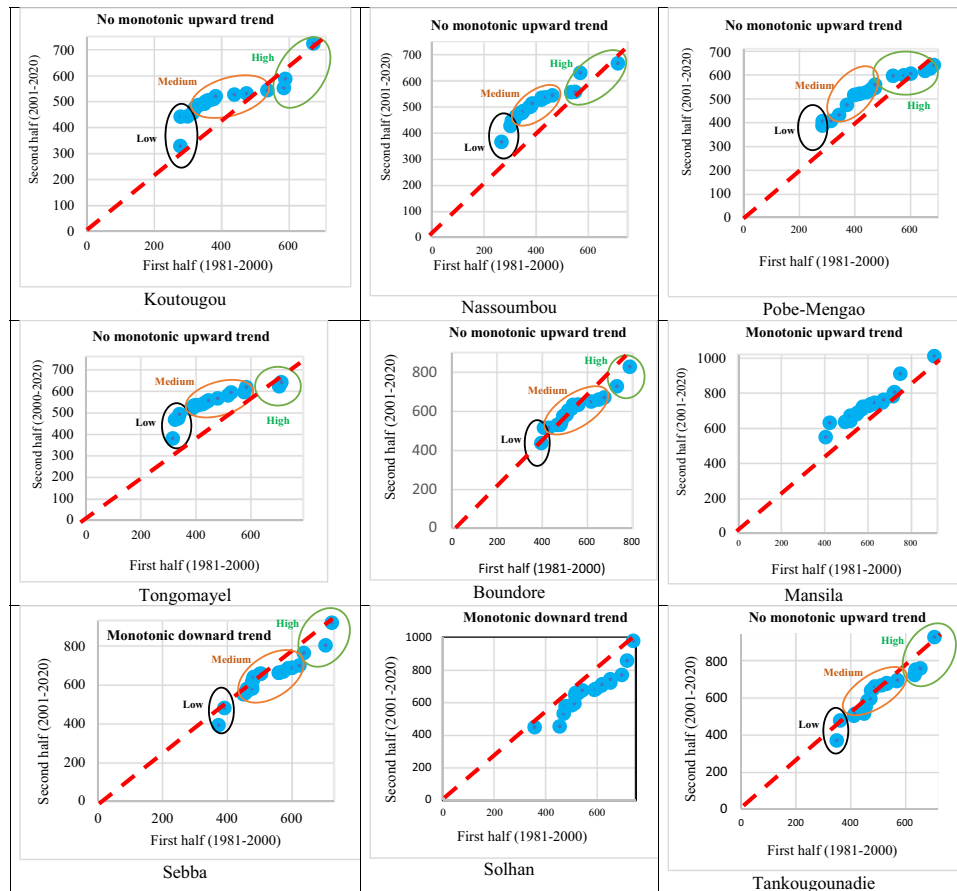 No monotonic upward trend
Second half (2001-2020)
700
600
500
400
300
200
100
0
High
Medium
Low
0
200
400
600
First half (1981-2000)
Koutougou
No monotonic upward trend
Second half (2001-2020)
700
600
500
400
300
200
100
0
High
Medium
Low
0
200
400
600
First half (1981-2000)
Nassoumbou
No monotonic upward trend
Second half (2001-2020)
700
600
500
400
300
200
100
0
Medium
High
Low
0
200
400
600
First half (1981-2000)
Pobe-Mengao
No monotonic upward trend
Second half (2000-2020)
700
600
500
400
300
200
100
0
Medium
Low
High
0
200
400
600
First half (1981-2000)
Tongomayel
No monotonic upward trend
Second half (2001-2020)
800
600
400
200
0
High
Medium
Low
0
200
400
600
800
First half (1981-2000)
Boundore
Monotonic upward trend
Second half (2001-2020)
1000
800
600
400
200
0
0
200
400
600
800
First half (1981-2000)
Mansila
Monotonic downard trend
Second half (2001-2020)
800
600
400
200
0
High
Medium
Low
0
200
400
600
First half (1981-2000)
Sebba
Monotonic downard trend
Second half (2001-2020)
1000
800
600
400
200
0
0
200
400
600
First half (1981-2000)
Solhan
No monotonic upward trend
Second half (2001-2020)
800
600
400
200
0
High
Medium
Low
0
200
400
600
First half (1981-2000)
Tankougounadie